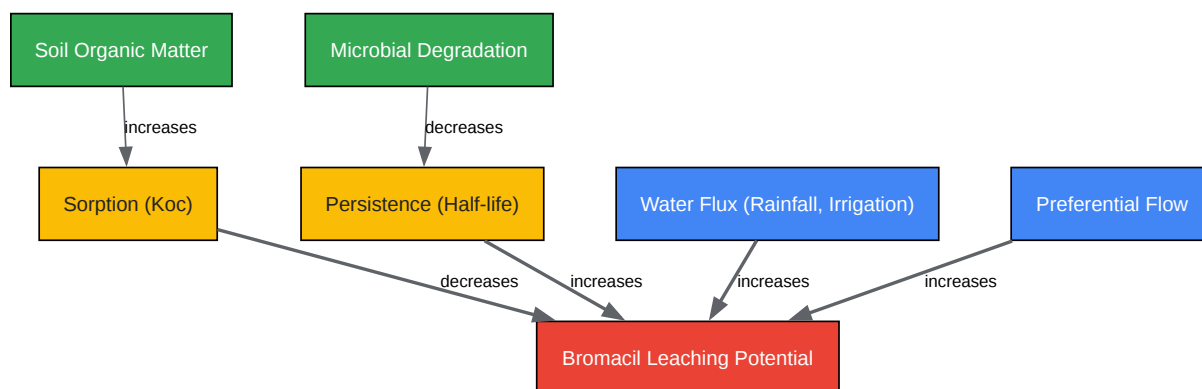 Soil Organic Matter
Microbial Degradation
increases
decreases
Sorption (Koc)
Persistence (Half-life)
Water Flux (Rainfall, Irrigation)
Preferential Flow
decreases
increases
increases
increases
Bromacil Leaching Potential